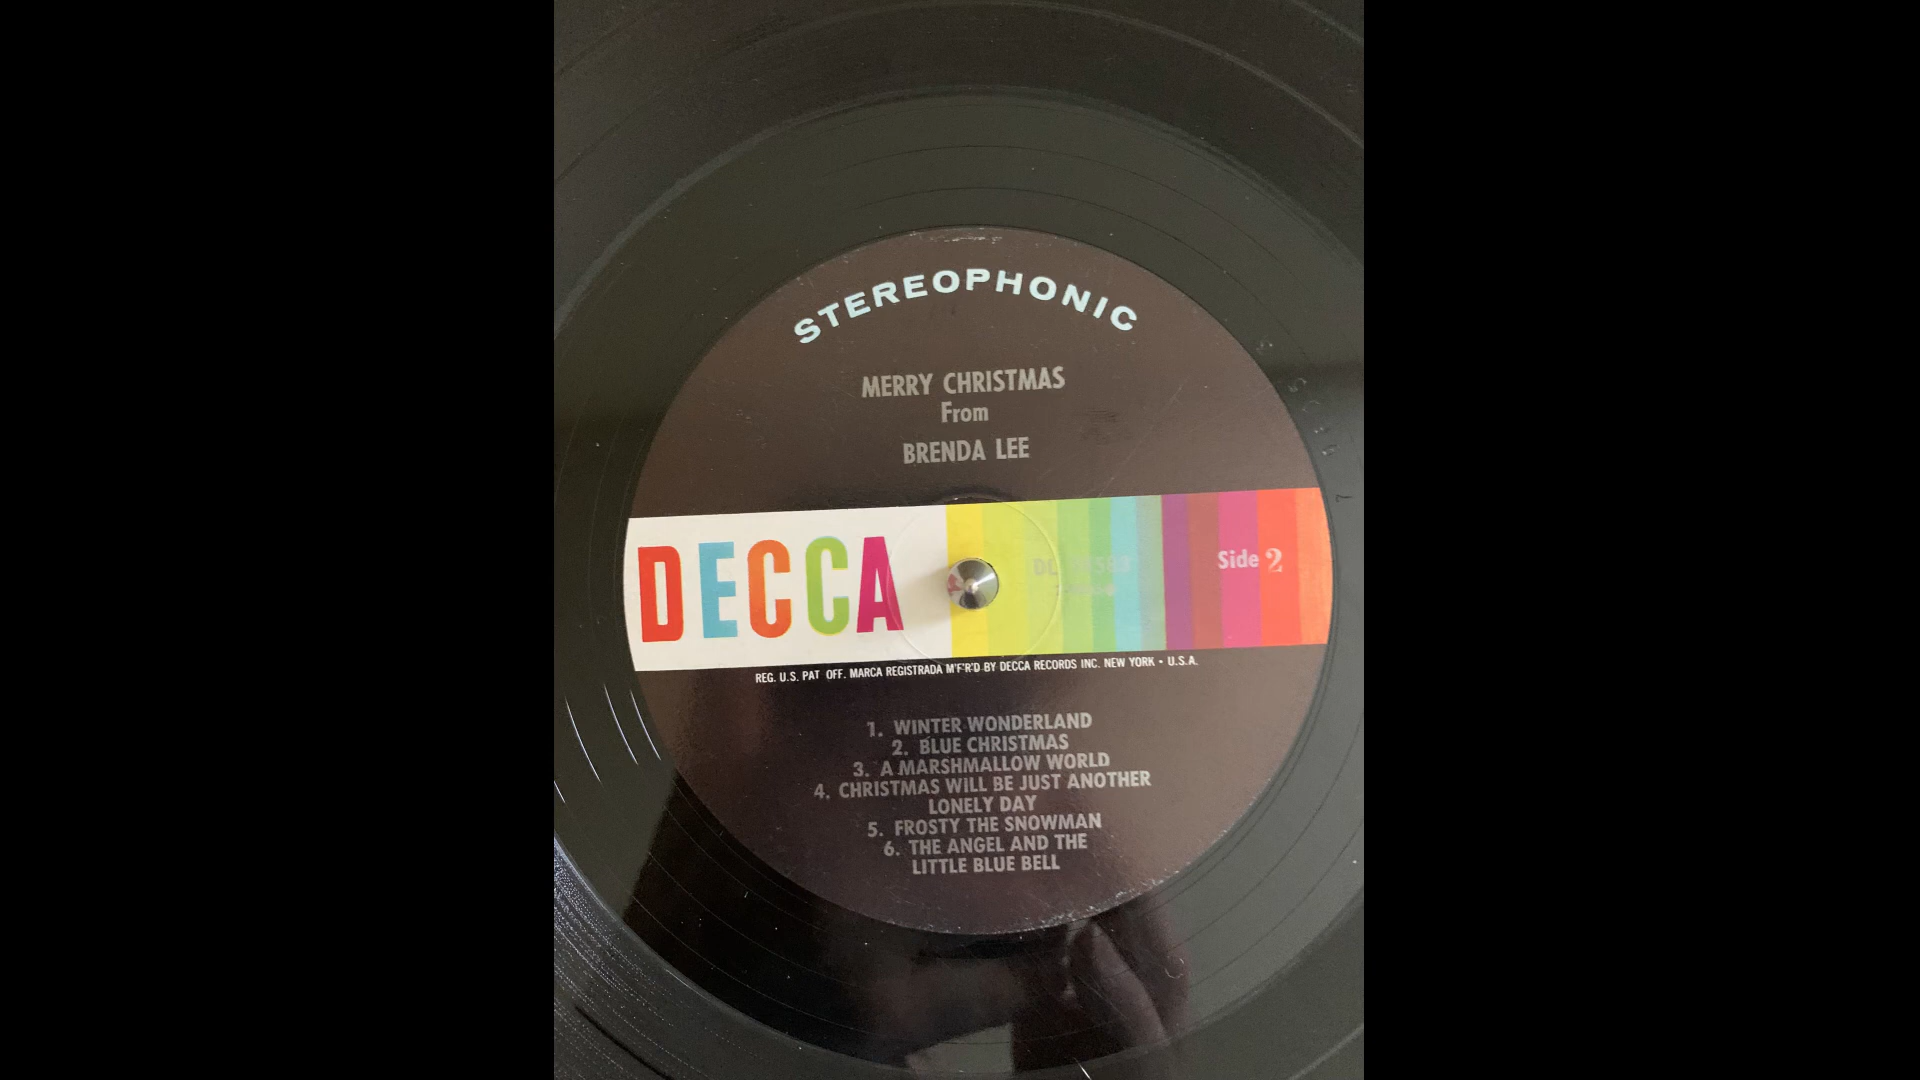 STEREOPHONIC
MERRY CHRISTMAS
From
BRENDA LEE
DECCA
Side 2
REG. U.S. PAT OFF. MARCA REGISTRADA M'F'R'D BY DECCA RECORDS INC. NEW YORK • U.S.A.
1. WINTER WONDERLAND
2. BLUE CHRISTMAS
3. A MARSHMALLOW WORLD
4. CHRISTMAS WILL BE JUST ANOTHER
LONELY DAY
5. FROSTY THE SNOWMAN
6. THE ANGEL AND THE
LITTLE BLUE BELL